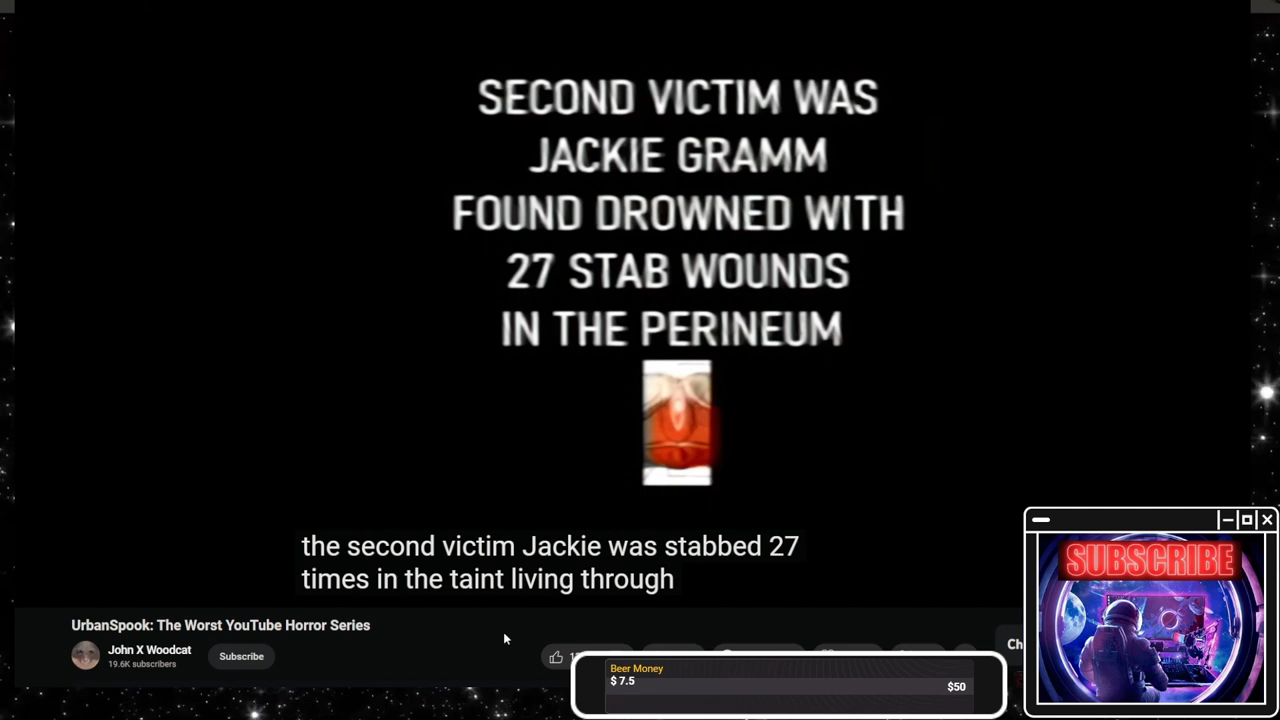 SECOND VICTIM WAS
JACKIE GRAMM
FOUND DROWNED WITH
27 STAB WOUNDS
IN THE PERINEUM
the second victim Jackie was stabbed 27
times in the taint living through
SUBSCRIBE
UrbanSpook: The Worst YouTube Horror Series
John X Woodcat
19.6K subscribers
Subscribe
Beer Money
$ 7.5
$50